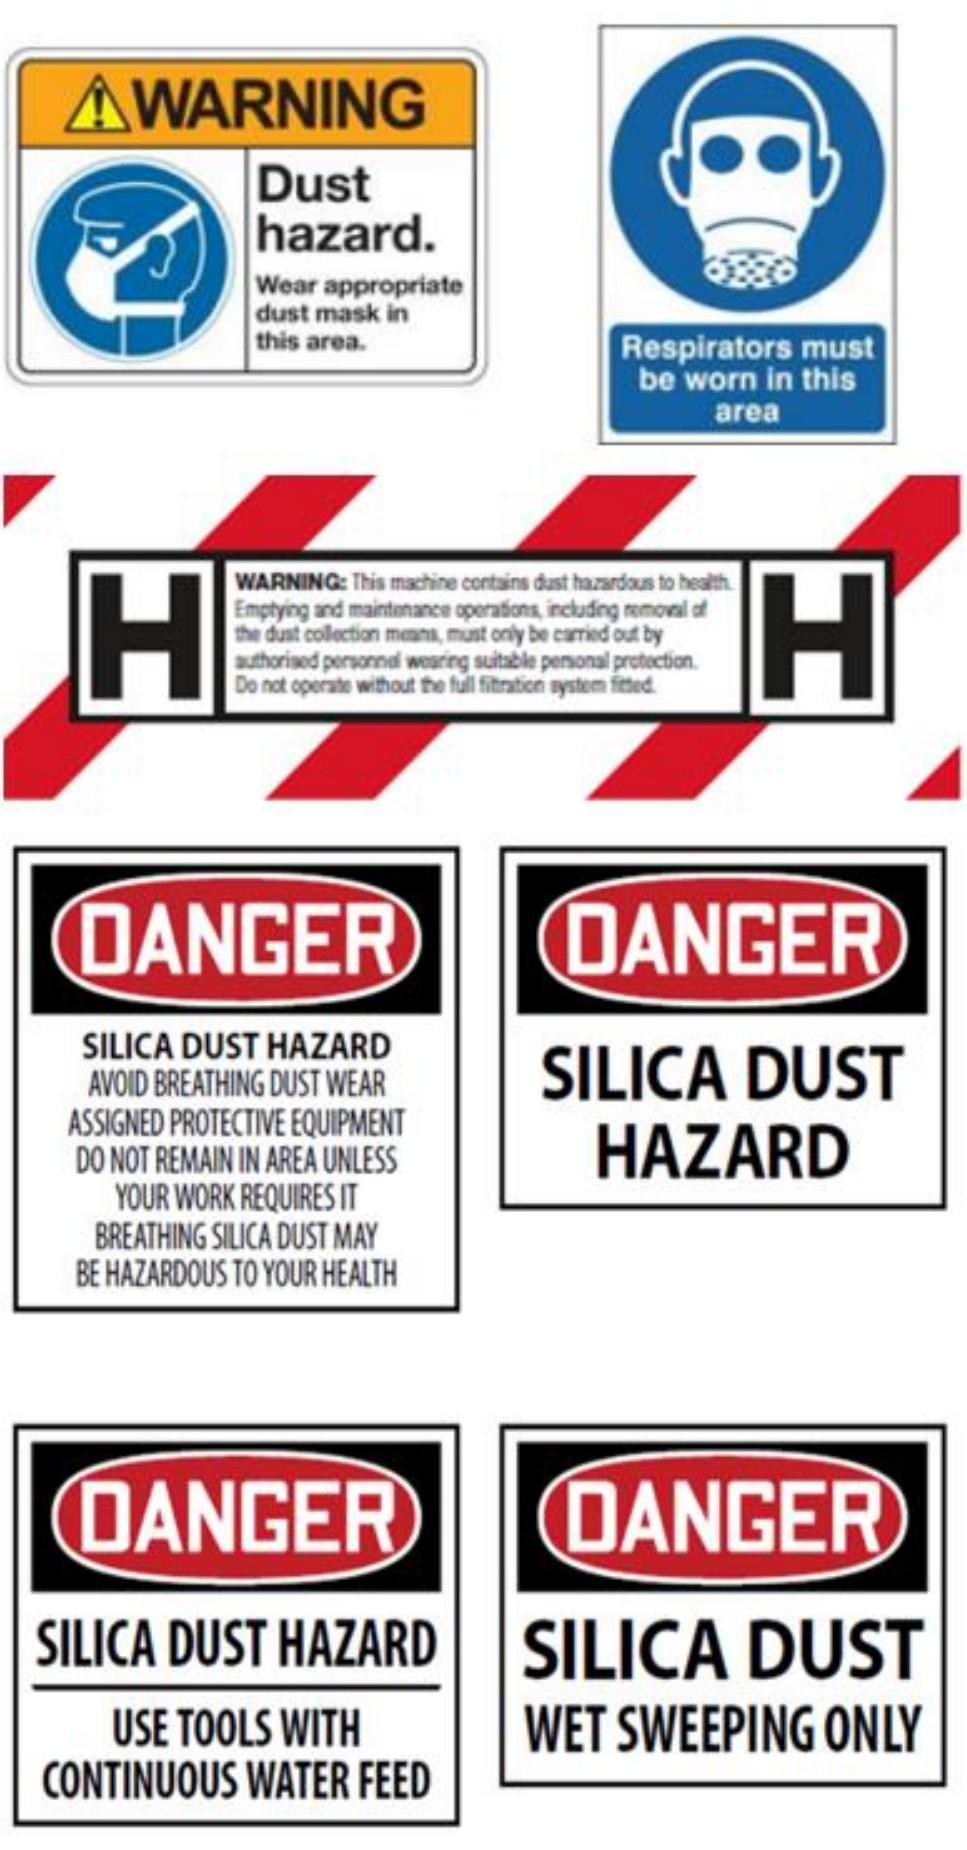 WARNING
Dust
hazard.
Wear appropriate
dust mask in
this area.
Respirators must
be worn in this
area
H
WARNING: This machine contains dust hazardous to health.
Emptying and maintenance operations, including removal of
the dust collection means, must only be carried out by
authorised personnel wearing suitable personal protection.
Do not operate without the full filtration system fitted.
H
DANGER
SILICA DUST HAZARD
AVOID BREATHING DUST WEAR
ASSIGNED PROTECTIVE EQUIPMENT
DO NOT REMAIN IN AREA UNLESS
YOUR WORK REQUIRES IT
BREATHING SILICA DUST MAY
BE HAZARDOUS TO YOUR HEALTH
DANGER
SILICA DUST
HAZARD
DANGER
SILICA DUST HAZARD
USE TOOLS WITH
CONTINUOUS WATER FEED
DANGER
SILICA DUST
WET SWEEPING ONLY